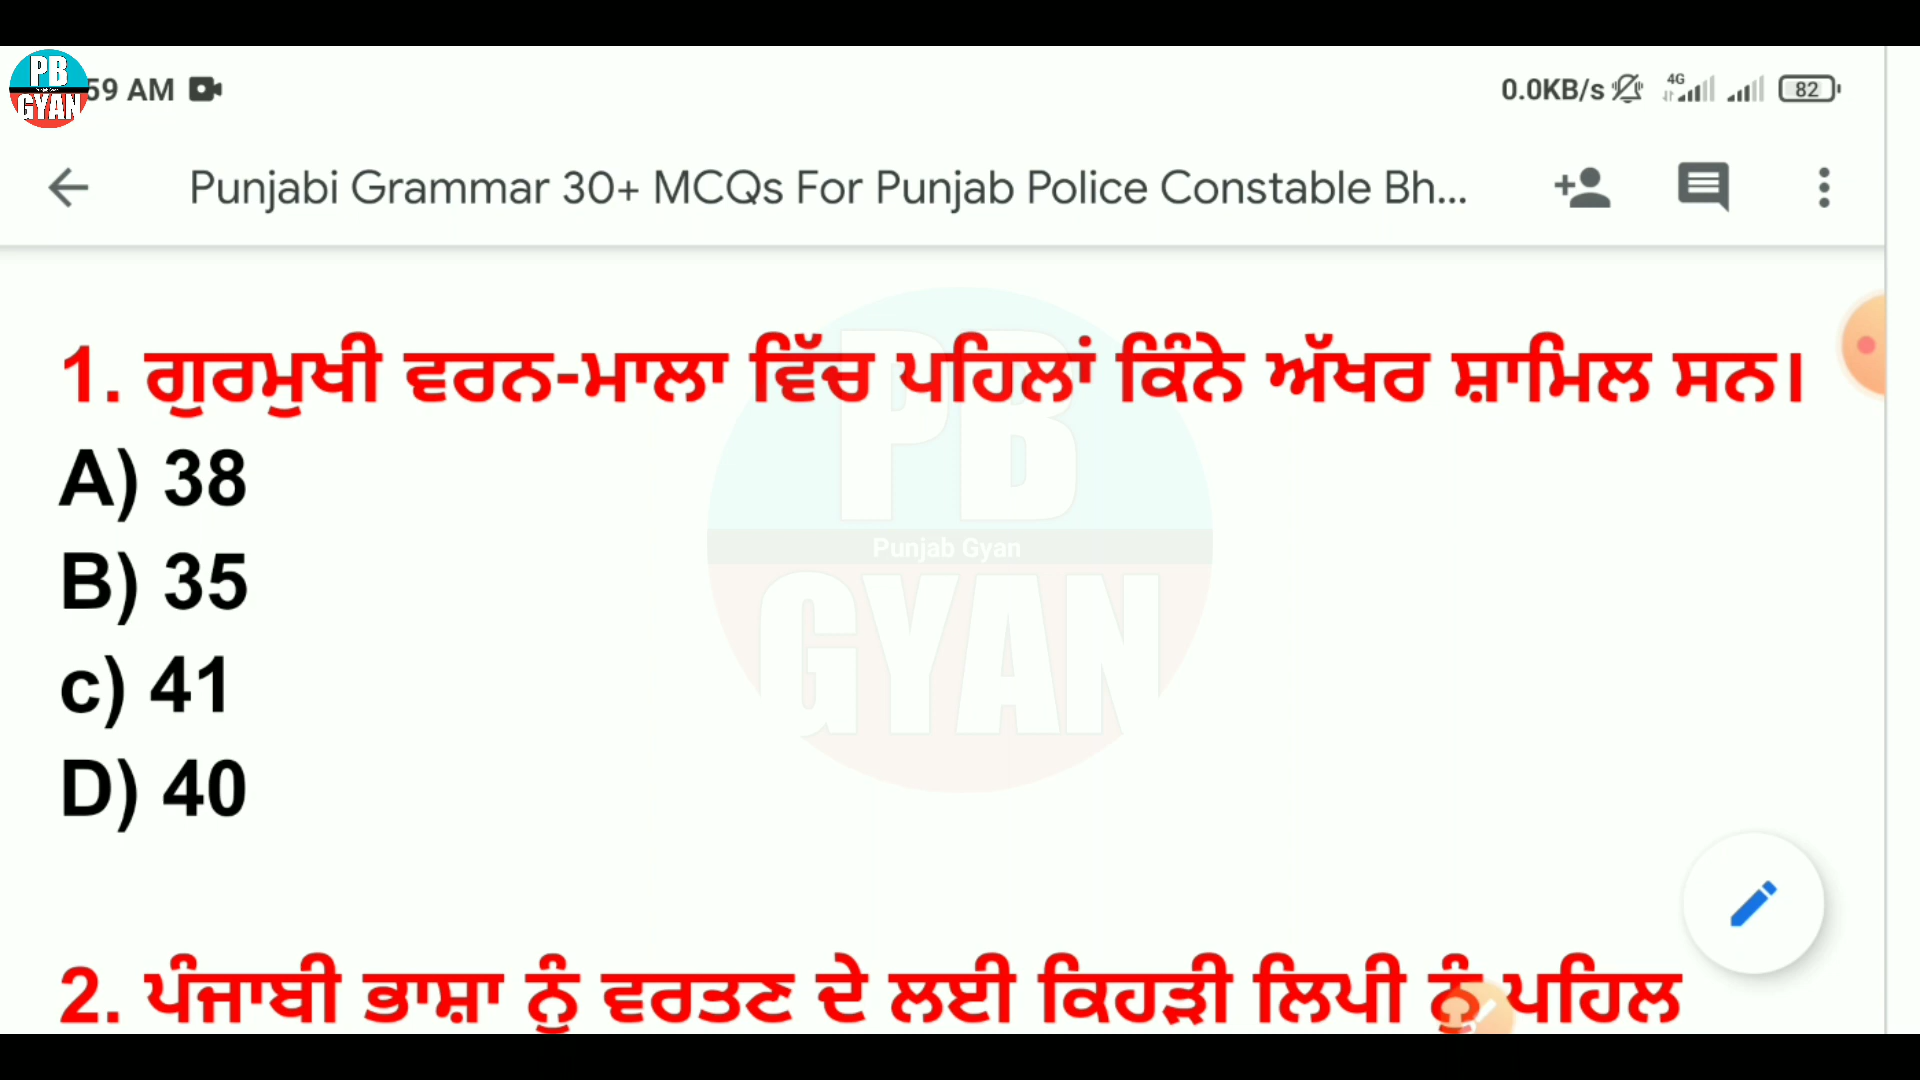 PB
GYAN
59 AM
0.0KB/s 4G 82
Punjabi Grammar 30+ MCQs For Punjab Police Constable Bh...
1. ਗੁਰਮੁਖੀ ਵਰਨ-ਮਾਲਾ ਵਿੱਚ ਪਹਿਲਾਂ ਕਿੰਨੇ ਅੱਖਰ ਸ਼ਾਮਿਲ ਸਨ।
A) 38
B) 35
c) 41
D) 40
PB
Punjab Gyan
GYAN
2. ਪੰਜਾਬੀ ਭਾਸ਼ਾ ਨੂੰ ਵਰਤਣ ਦੇ ਲਈ ਕਿਹੜੀ ਲਿਪੀ ਨੂੰ ਪਹਿਲ